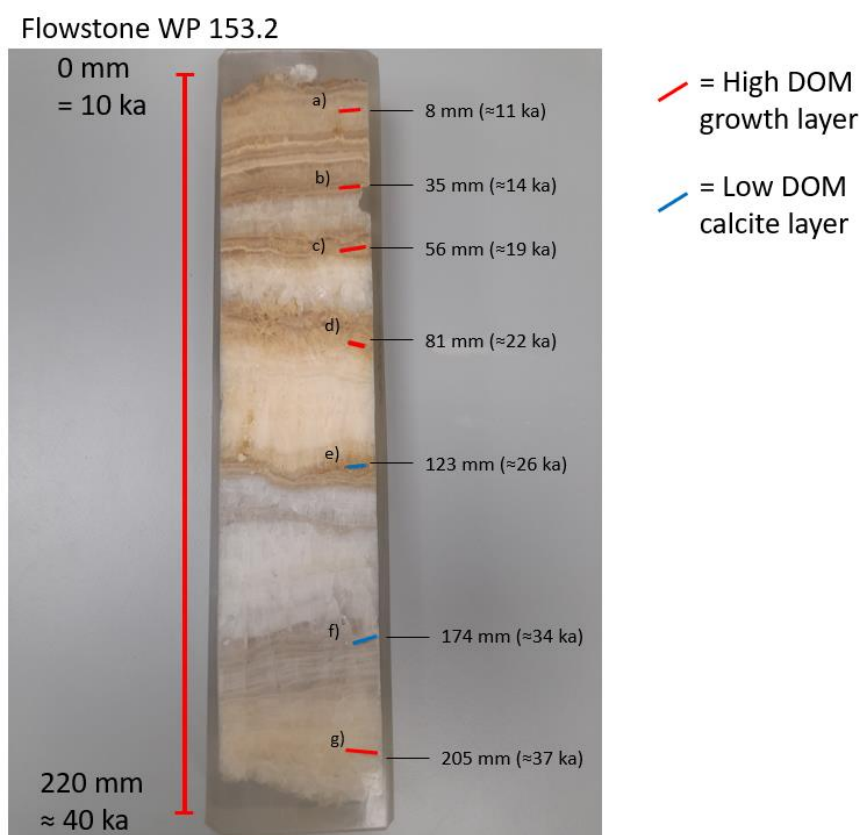 Flowstone WP 153.2
0 mm
= 10 ka
a)
8 mm (≈11 ka)
b)
35 mm (≈14 ka)
c)
56 mm (≈19 ka)
d)
81 mm (≈22 ka)
e)
123 mm (≈26 ka)
f)
174 mm (≈34 ka)
g)
205 mm (≈37 ka)
220 mm
≈ 40 ka
= High DOM
growth layer
= Low DOM
calcite layer